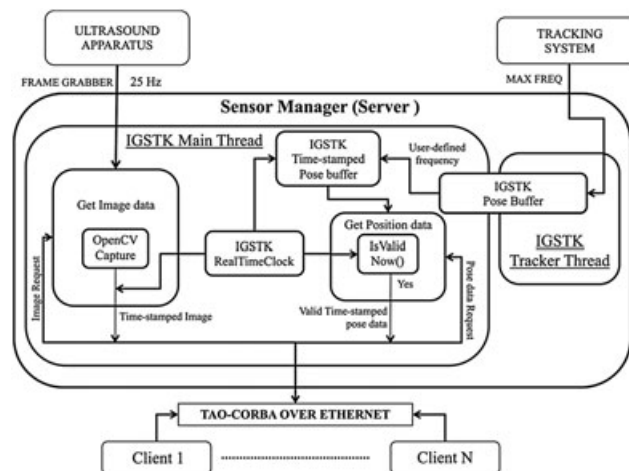 ULTRASOUND
APPARATUS
TRACKING
SYSTEM
FRAME GRABBER
25 Hz
MAX FREQ
Sensor Manager (Server )
IGSTK Main Thread
IGSTK
Time-stamped
Pose buffer
User-defined
frequency
IGSTK
Pose Buffer
IGSTK
Tracker Thread
Get Image data
OpenCV
Capture
IGSTK
RealTimeClock
Get Position data
IsValid
Now()
Yes
Image Request
Time-stamped Image
Valid Time-stamped
pose data
Pose data Request
TAO-CORBA OVER ETHERNET
Client 1
Client N